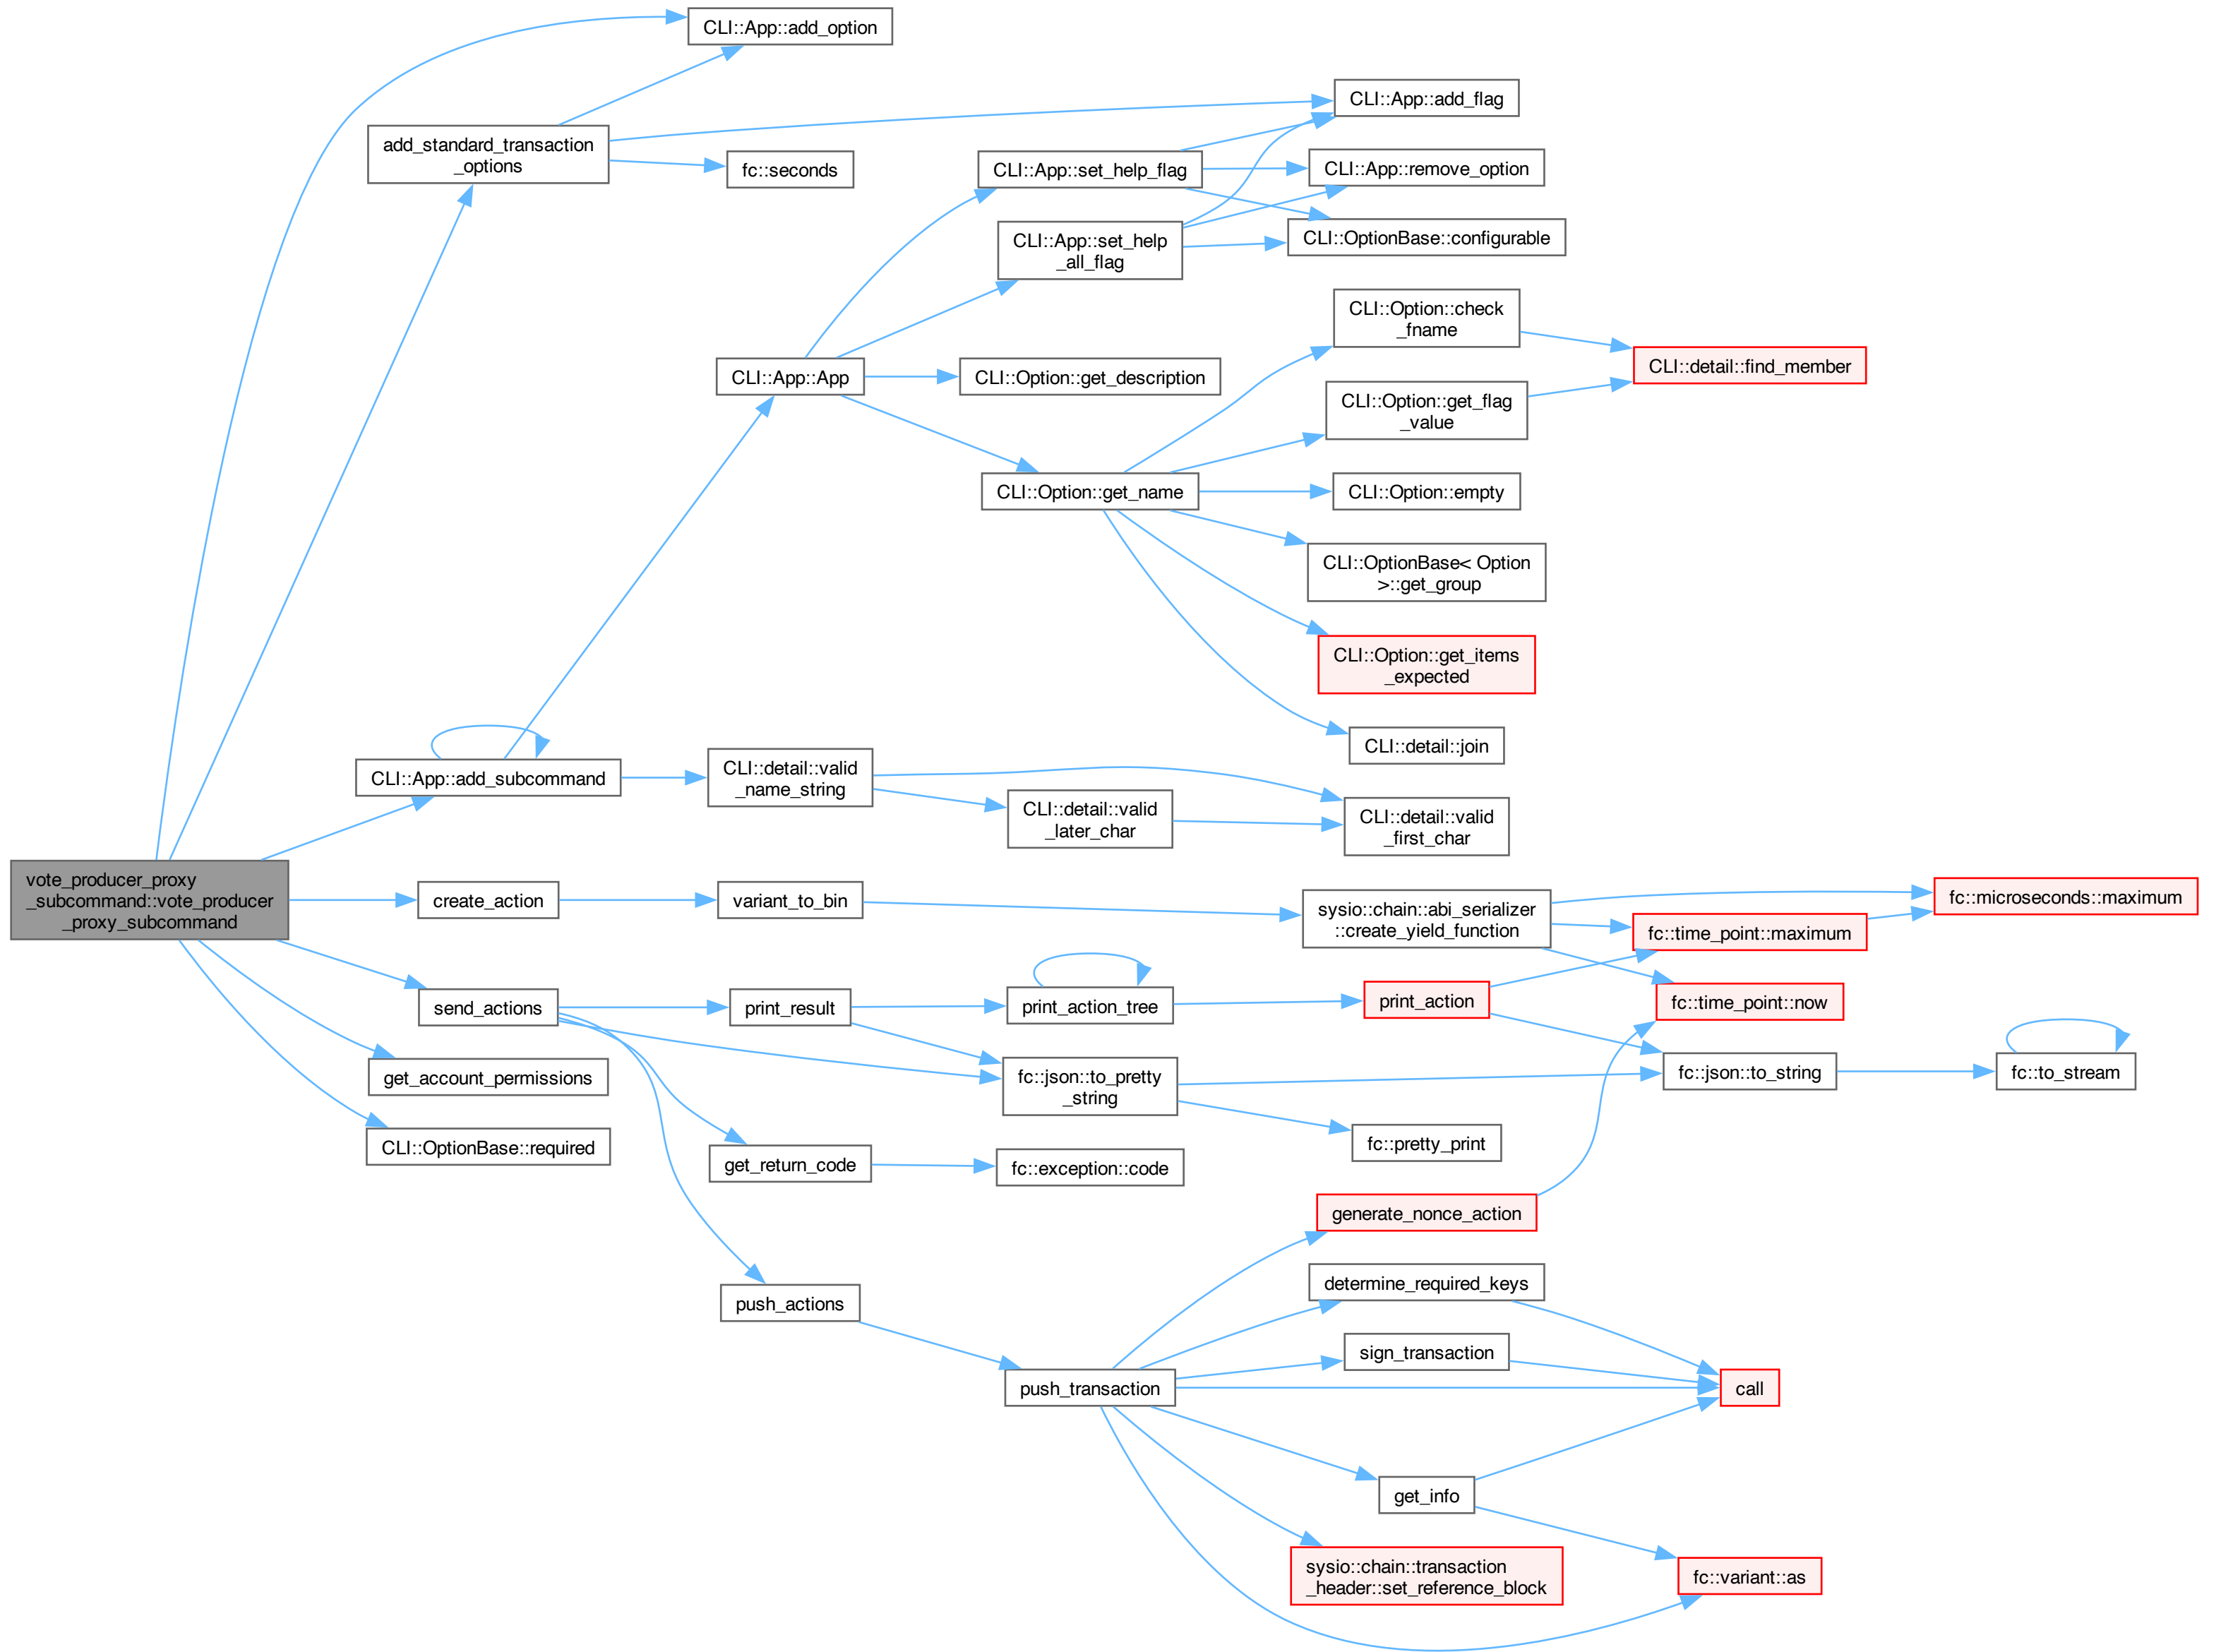 CLI::App::add_option
CLI::App::add_flag
add_standard_transaction
_options
fc::seconds
CLI::App::set_help_flag
CLI::App::remove_option
CLI::App::set_help
_all_flag
CLI::OptionBase::configurable
CLI::Option::check
_fname
CLI::detail::find_member
CLI::App::App
CLI::Option::get_description
CLI::Option::get_flag
_value
CLI::Option::get_name
CLI::Option::empty
CLI::OptionBase< Option
>::get_group
CLI::Option::get_items
_expected
CLI::detail::join
CLI::App::add_subcommand
CLI::detail::valid
_name_string
CLI::detail::valid
_later_char
CLI::detail::valid
_first_char
vote_producer_proxy
_subcommand::vote_producer
_proxy_subcommand
create_action
variant_to_bin
sysio::chain::abi_serializer
::create_yield_function
fc::microseconds::maximum
fc::time_point::maximum
send_actions
print_result
print_action_tree
print_action
fc::time_point::now
get_account_permissions
fc::json::to_pretty
_string
fc::json::to_string
fc::to_stream
CLI::OptionBase::required
get_return_code
fc::exception::code
fc::pretty_print
generate_nonce_action
push_actions
determine_required_keys
sign_transaction
push_transaction
call
get_info
sysio::chain::transaction
_header::set_reference_block
fc::variant::as